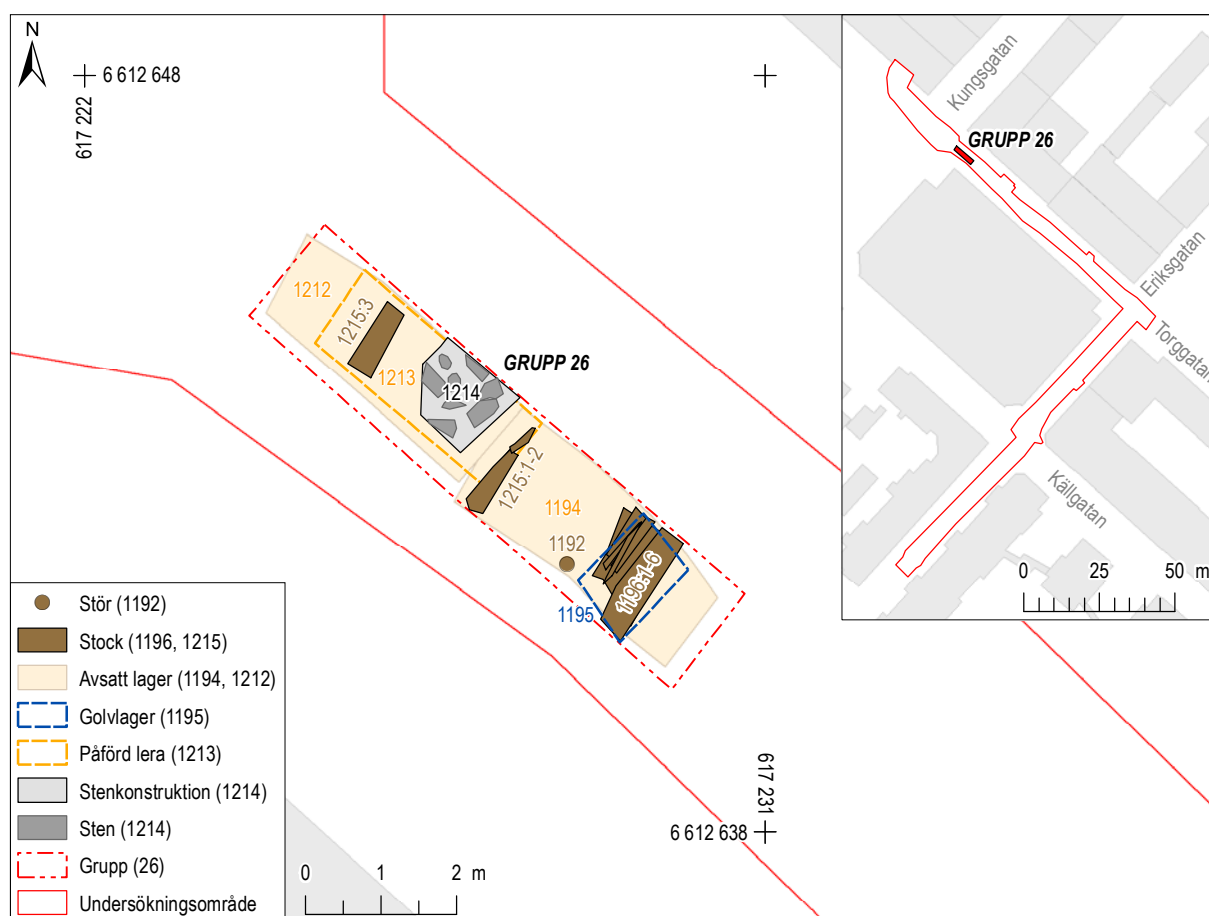 N
6 612 648
617 222
Kungsgatan
GRUPP 26
Eriksgatan
Torggatan
Källgatan
0 25 50 m
1212
1215:3
1213
GRUPP 26
1214
1215:1-2
1194
1192
1196:1-6
1195
617 231
6 612 638
Stör (1192)
Stock (1196, 1215)
Avsatt lager (1194, 1212)
Golvlager (1195)
Påförd lera (1213)
Stenkonstruktion (1214)
Sten (1214)
Grupp (26)
Undersökningsområde
0 1 2 m